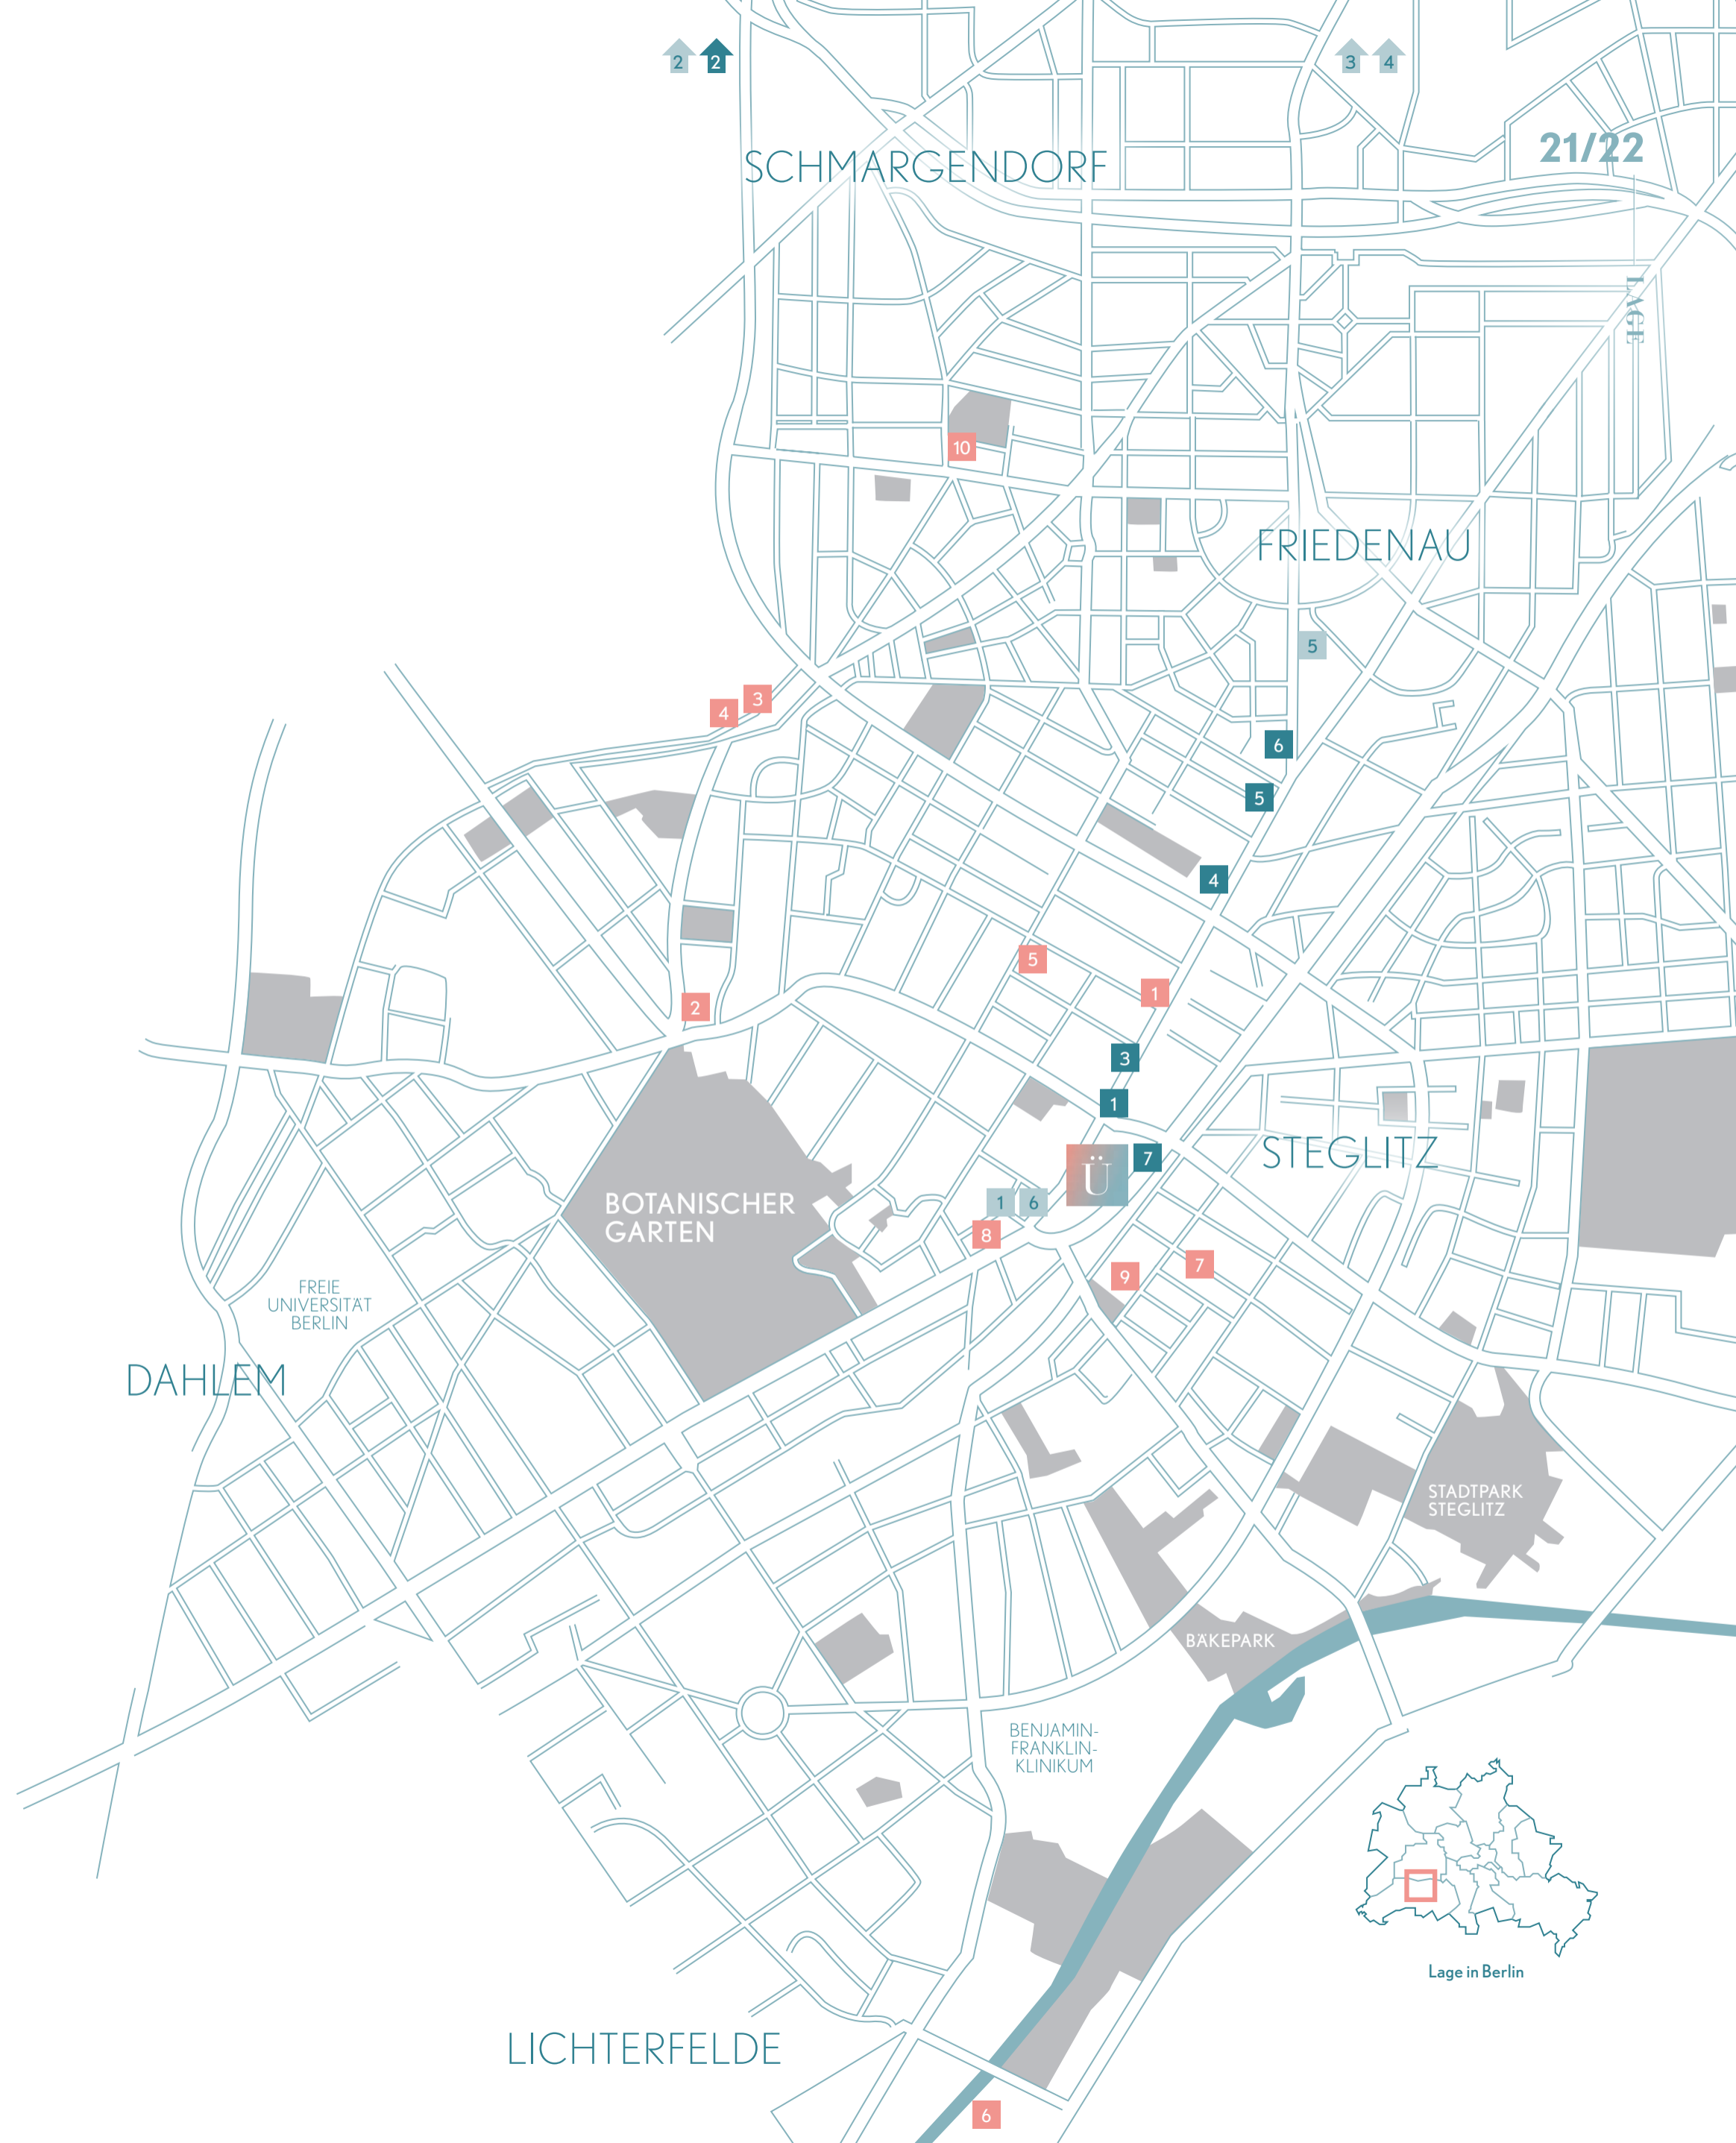 2 2 3 4
21/22
SCHMARGENDORF
LAGE
10
FRIEDENAU
5
3
4
6
5
4
5
1
2
3
1
STEGLITZ
7
Ü
BOTANISCHER
GARTEN
1 6
8
7
9
FREIE
UNIVERSITÄT
BERLIN
DAHLEM
STADTPARK
STEGLITZ
BÄKEPARK
BENJAMIN-
FRANKLIN-
KLINIKUM
Lage in Berlin
LICHTERFELDE
6